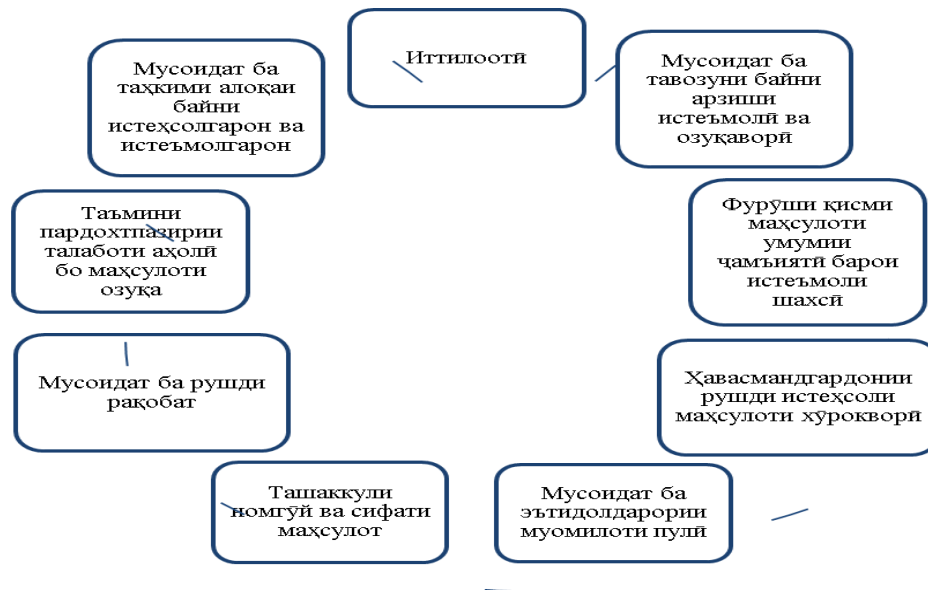 Иттилоотӣ
Мусоидат ба
тавозуни байни
арзиши
истеъмолӣ ва
озуқаворӣ
Фурӯши қисми
маҳсулоти
умумии
ҷамъиятӣ барои
истеъмоли
шахсӣ
Ҳавасмандгардонии
рушди истеҳсоли
маҳсулоти хӯрокворӣ
Мусоидат ба
эътидолдарории
муомилоти пулӣ
Ташаккули
номгӯй ва сифати
маҳсулот
Мусоидат ба рушди
рақобат
Таъмини
пардохтпазирии
талаботи аҳолӣ
бо маҳсулоти
озуқа
Мусоидат ба
таҳкими алоқаи
байни
истеҳсолгарон ва
истеъмолгарон